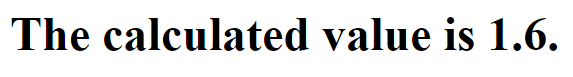 The calculated value is 1.6.